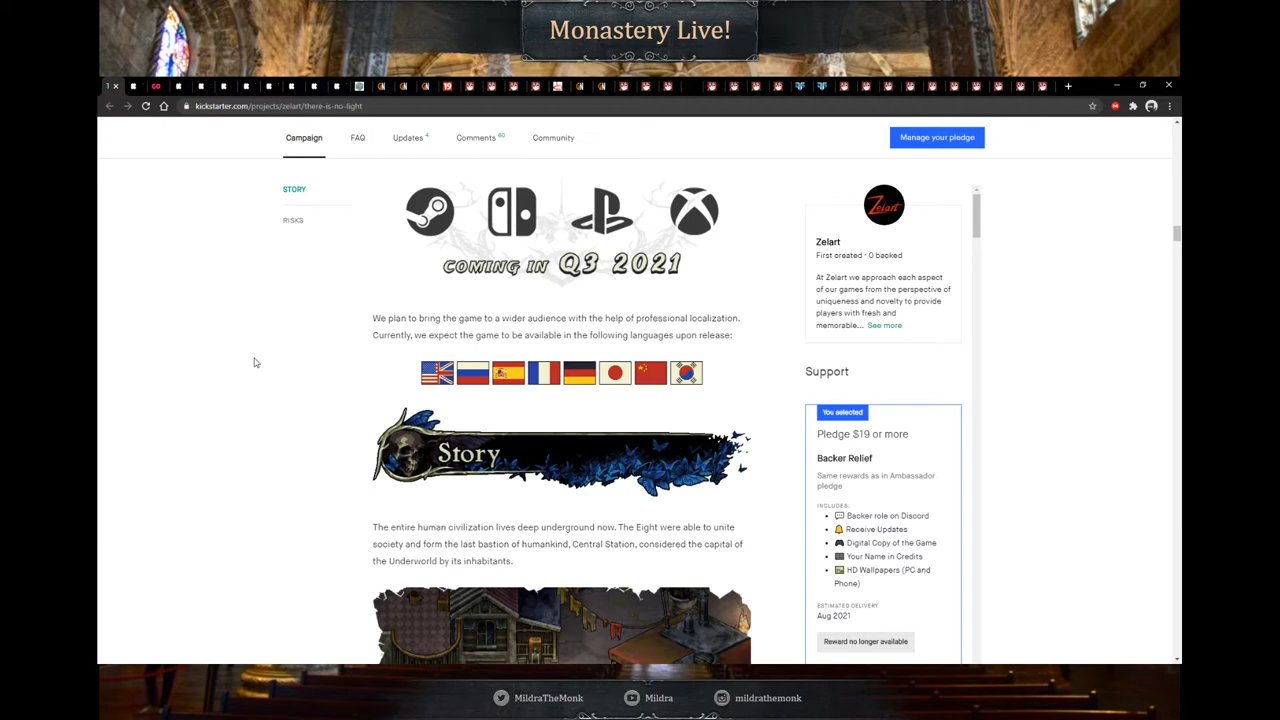 Monastery Live!
kickstarter.com/projects/zelart/there-is-no-light
Campaign
FAQ
Updates 4
Comments 60
Community
Manage your pledge
STORY
RISKS
COMING IN Q3 2021
We plan to bring the game to a wider audience with the help of professional localization.
Currently, we expect the game to be available in the following languages upon release:
Story
The entire human civilization lives deep underground now. The Eight were able to unite
society and form the last bastion of humankind, Central Station, considered the capital of
the Underworld by its inhabitants.
Zelart
Zelart
First created · 0 backed
At Zelart we approach each aspect
of our games from the perspective of
uniqueness and novelty to provide
players with fresh and
memorable... See more
Support
You selected
Pledge $19 or more
Backer Relief
Same rewards as in Ambassador
pledge
INCLUDES:
Backer role on Discord
Receive Updates
Digital Copy of the Game
Your Name in Credits
HD Wallpapers (PC and
Phone)
ESTIMATED DELIVERY
Aug 2021
Reward no longer available
MildraTheMonk
Mildra
mildrathemonk